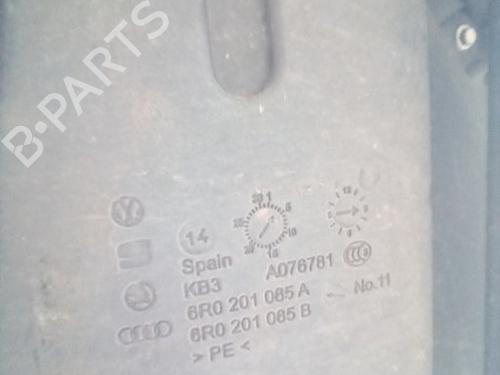 B-PARTS
14
Spain
A076781
KB3
6R0 201 085 A
No.11
6R0 201 085 B
> PE <